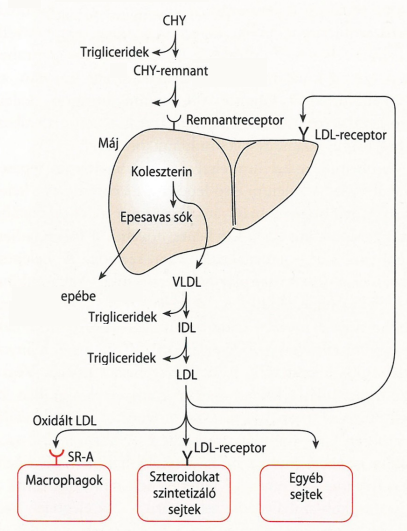 CHY
Trigliceridek
CHY-remnant
Remnantreceptor
LDL-receptor
Máj
Koleszterin
Epesavas sók
epébe
VLDL
Trigliceridek
IDL
Trigliceridek
LDL
Oxidált LDL
SR-A
LDL-receptor
Macrophagok
Szteroidokat
szintetizáló
sejtek
Egyéb
sejtek